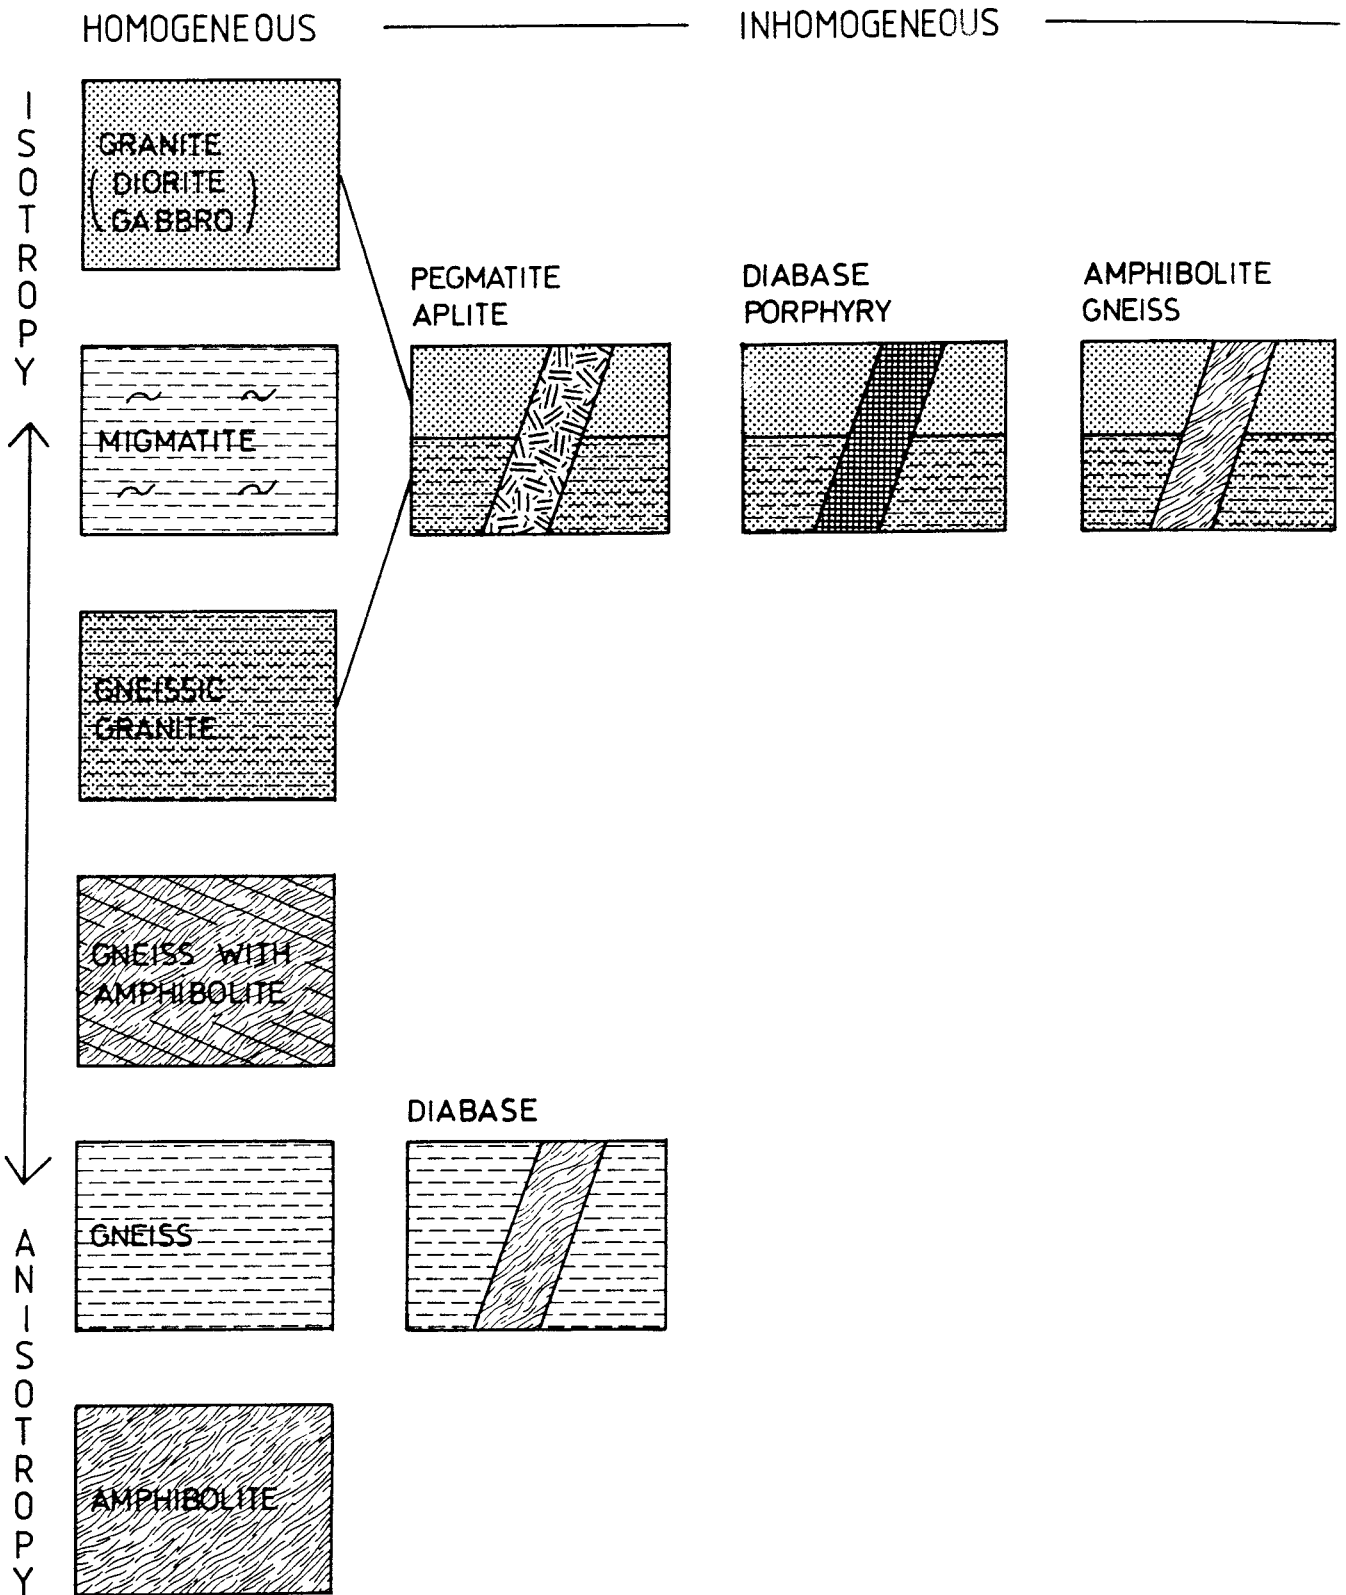 HOMOGENEOUS
INHOMOGENEOUS
ISOTROPY
GRANITE
( DIORITE
GABBRO )
PEGMATITE
APLITE
DIABASE
PORPHYRY
AMPHIBOLITE
GNEISS
MIGMATITE
GNEISSIC
GRANITE
GNEISS WITH
AMPHIBOLITE
DIABASE
ANISOTROPY
GNEISS
AMPHIBOLITE